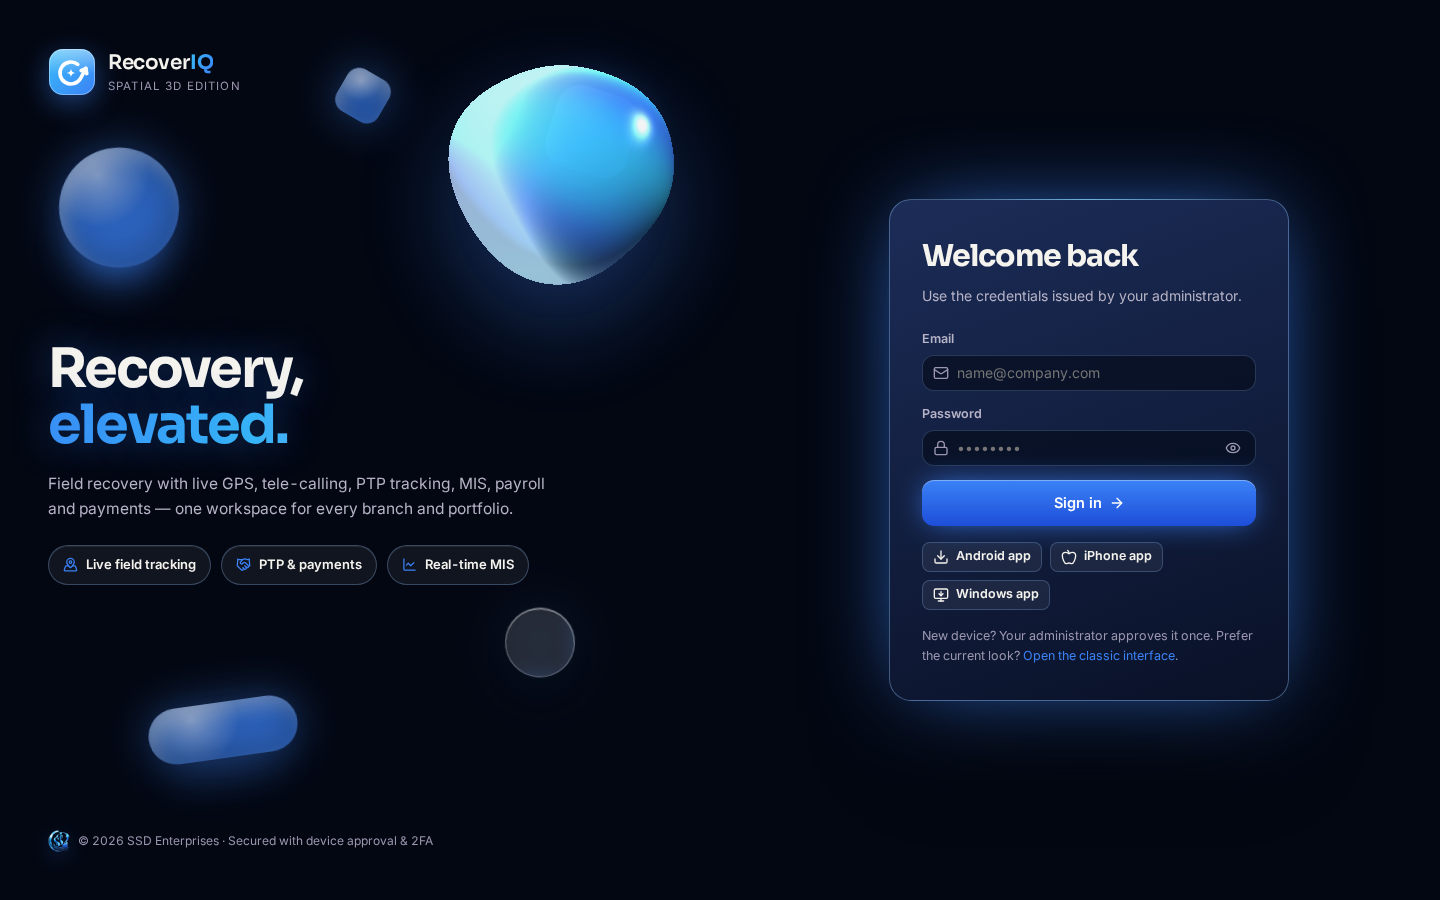 RecoverIQ
SPATIAL 3D EDITION
Recovery,
elevated.
Field recovery with live GPS, tele-calling, PTP tracking, MIS, payroll
and payments — one workspace for every branch and portfolio.
Live field tracking
PTP & payments
Real-time MIS
© 2026 SSD Enterprises · Secured with device approval & 2FA
Welcome back
Use the credentials issued by your administrator.
Email
name@company.com
Password
••••••••
Sign in →
Android app
iPhone app
Windows app
New device? Your administrator approves it once. Prefer
the current look? Open the classic interface.